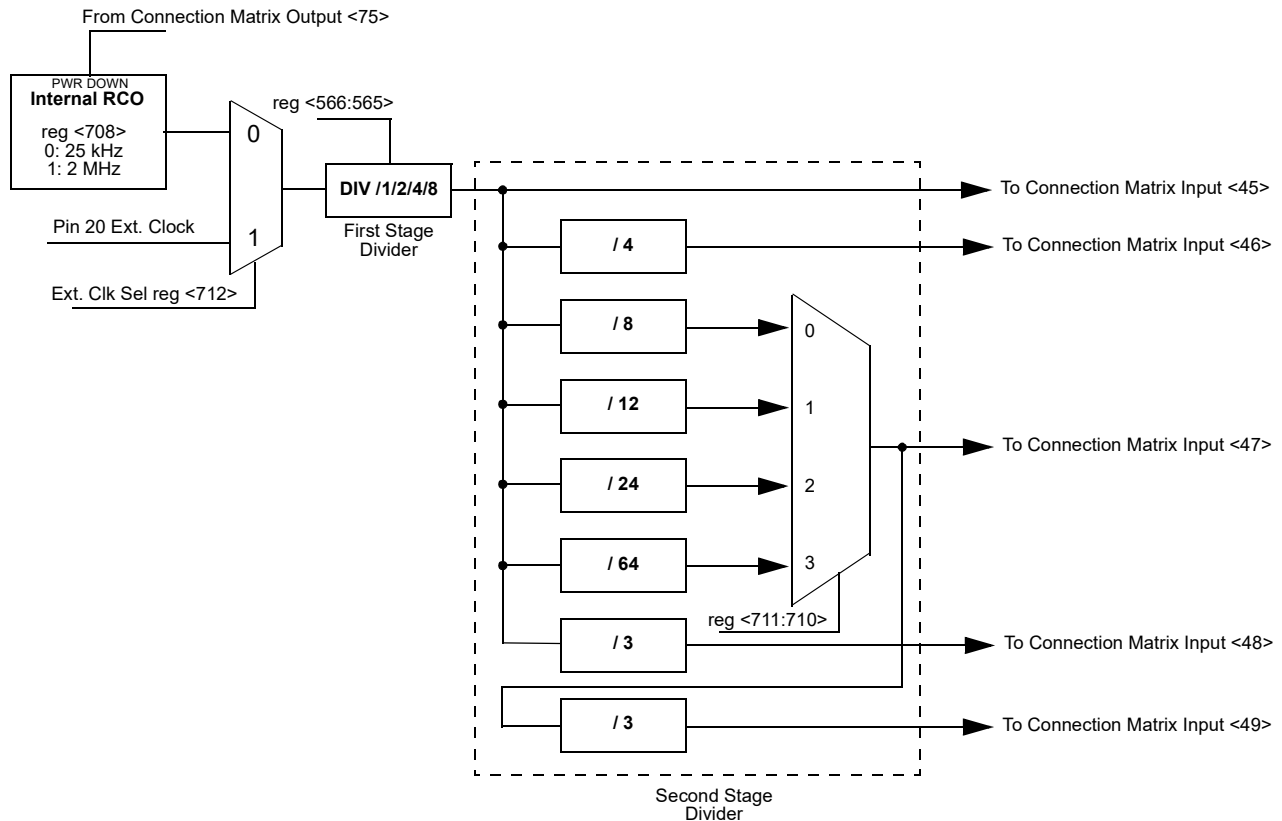 From Connection Matrix Output <75>
PWR DOWN
Internal RCO
reg <708>
0: 25 kHz
1: 2 MHz
0
Pin 20 Ext. Clock
1
Ext. Clk Sel reg <712>
reg <566:565>
DIV /1/2/4/8
First Stage
Divider
To Connection Matrix Input <45>
/ 4
To Connection Matrix Input <46>
/ 8
0
/ 12
1
To Connection Matrix Input <47>
/ 24
2
/ 64
3
reg <711:710>
/ 3
To Connection Matrix Input <48>
/ 3
To Connection Matrix Input <49>
Second Stage
Divider